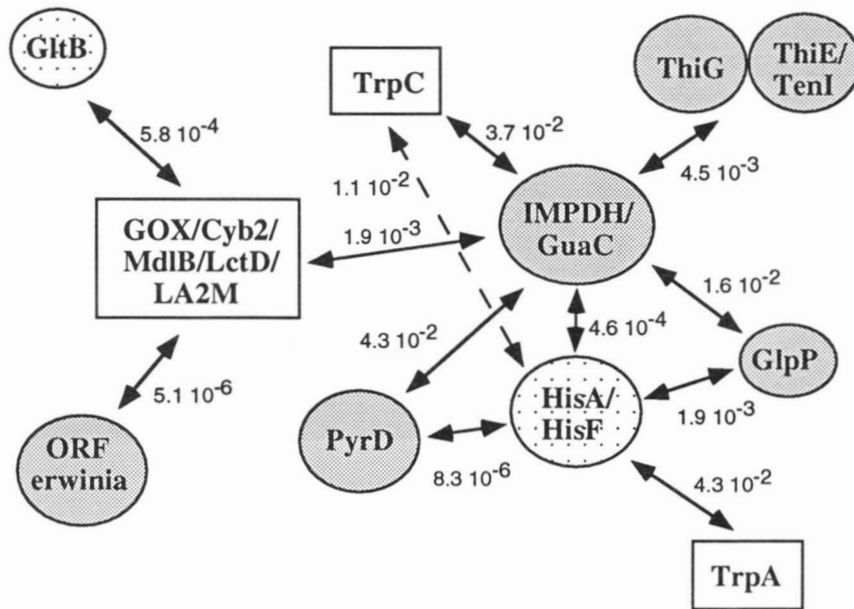 GltB
5.8 10-4
TrpC
3.7 10-2
ThiG
ThiE/
TenI
4.5 10-3
1.1 10-2
GOX/Cyb2/
MdlB/LctD/
LA2M
1.9 10-3
IMPDH/
GuaC
1.6 10-2
4.3 10-2
4.6 10-4
GlpP
5.1 10-6
HisA/
HisF
1.9 10-3
ORF
erwinia
PyrD
8.3 10-6
4.3 10-2
TrpA